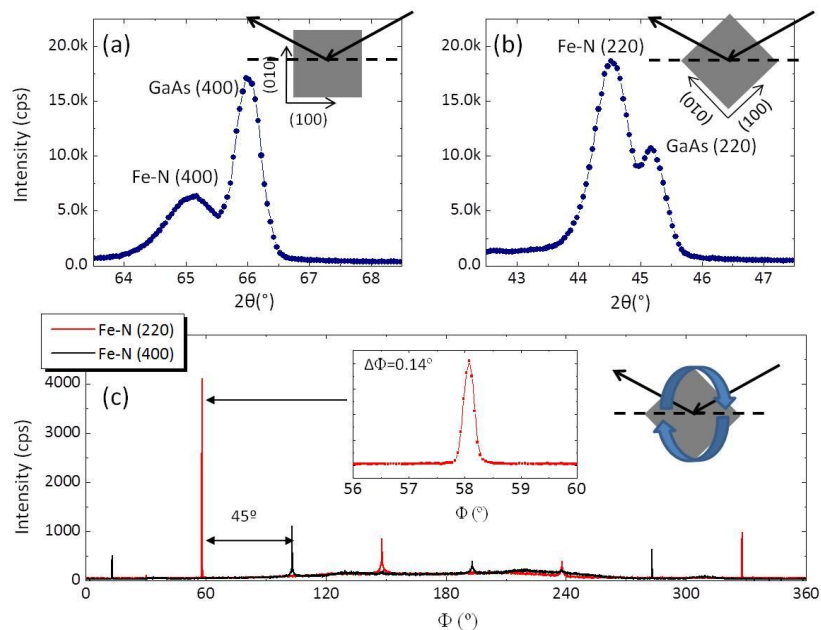 (a)
GaAs (400)
Fe-N (400)
(010)
(100)
20.0k
15.0k
10.0k
5.0k
0.0
64 65 66 67 68
2θ(°)
Intensity (cps)
(b)
Fe-N (220)
GaAs (220)
(010)
(100)
20.0k
15.0k
10.0k
5.0k
0.0
43 44 45 46 47
2θ(°)
Fe-N (220)
Fe-N (400)
(c)
ΔΦ=0.14°
56 57 58 59 60
Φ (°)
45º
4000
3000
2000
1000
0
Intensity (cps)
0 60 120 180 240 300 360
Φ (º)